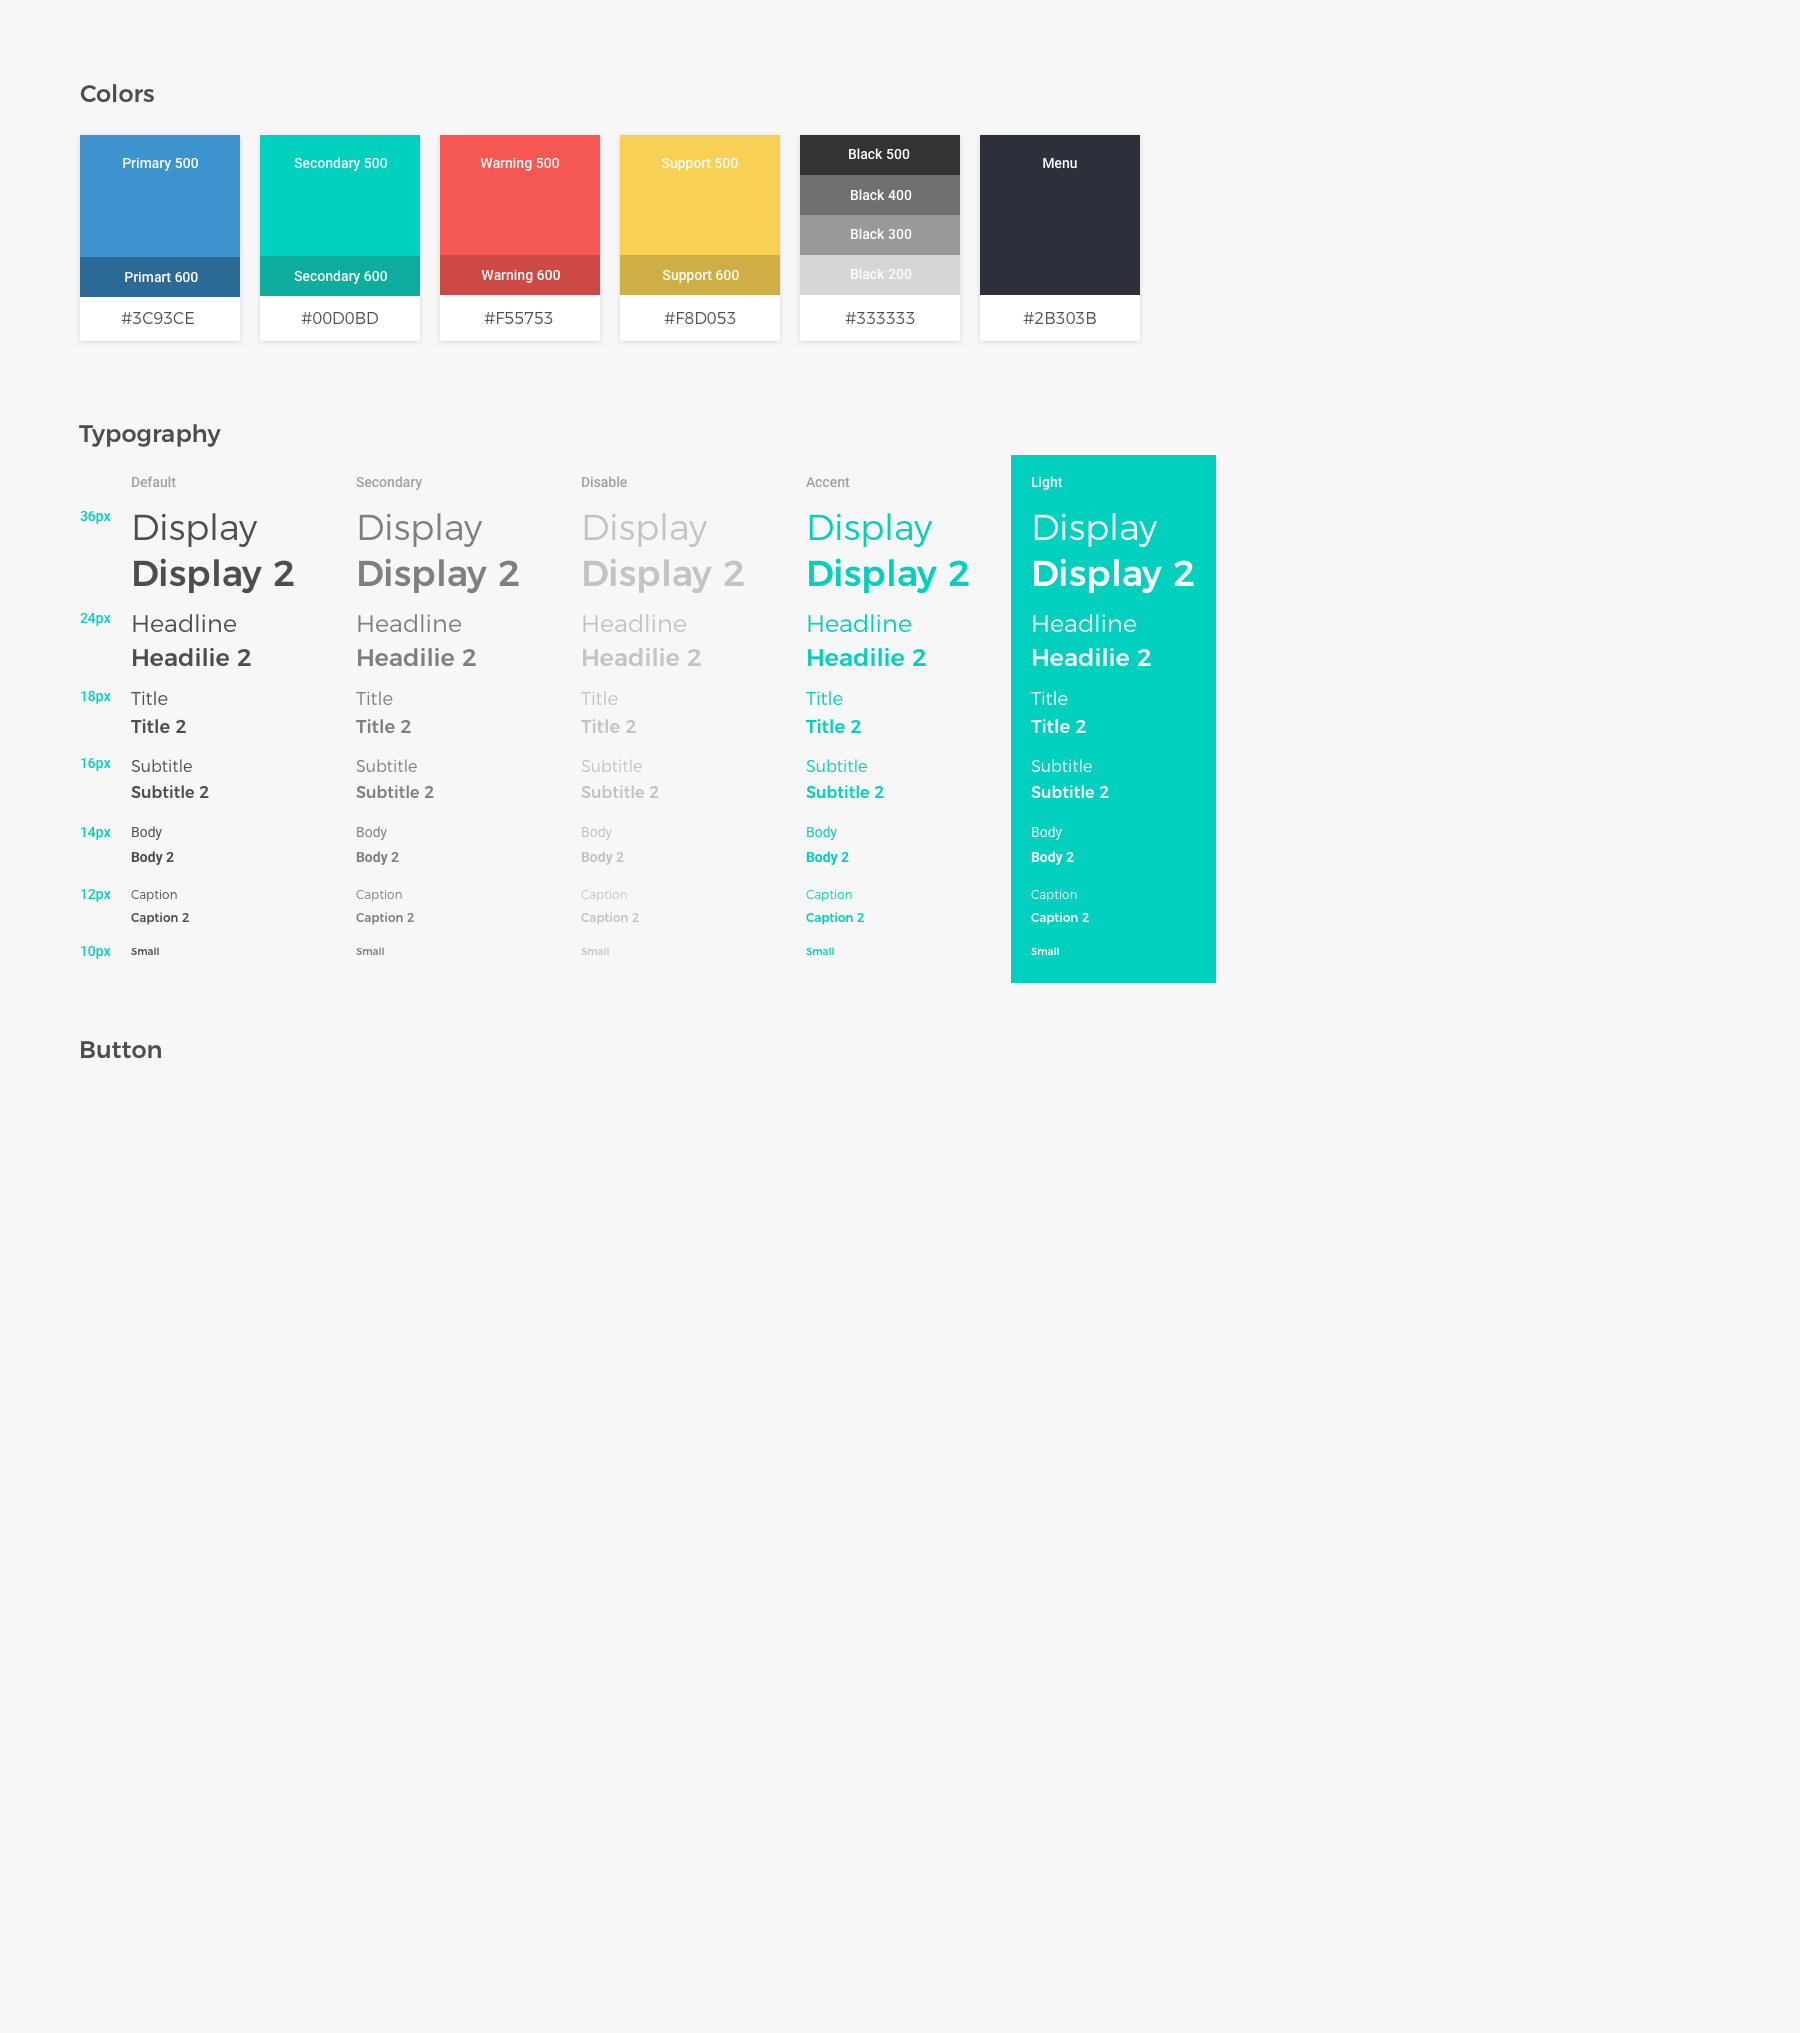 Colors
Primary 500
Secondary 500
Warning 500
Support 500
Black 500
Menu
Black 400
Black 300
Primart 600
Secondary 600
Warning 600
Support 600
Black 200
#3C93CE
#00D0BD
#F55753
#F8D053
#333333
#2B303B
Typography
Default
Secondary
Disable
Accent
Light
36px
Display
Display
Display
Display
Display
Display 2
Display 2
Display 2
Display 2
Display 2
24px
Headline
Headline
Headline
Headline
Headline
Headilie 2
Headilie 2
Headilie 2
Headilie 2
Headilie 2
18px
Title
Title
Title
Title
Title
Title 2
Title 2
Title 2
Title 2
Title 2
16px
Subtitle
Subtitle
Subtitle
Subtitle
Subtitle
Subtitle 2
Subtitle 2
Subtitle 2
Subtitle 2
Subtitle 2
14px
Body
Body
Body
Body
Body
Body 2
Body 2
Body 2
Body 2
Body 2
12px
Caption
Caption
Caption
Caption
Caption
Caption 2
Caption 2
Caption 2
Caption 2
Caption 2
10px
Small
Small
Small
Small
Small
Button